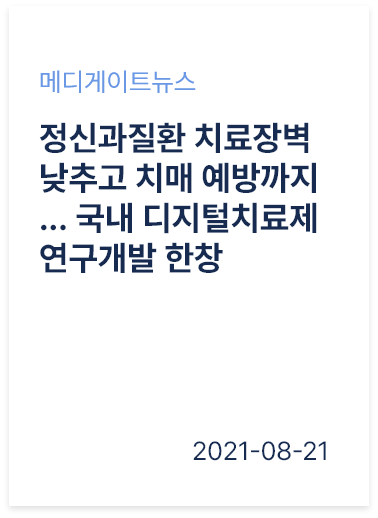 메디게이트뉴스
정신과질환 치료장벽
낮추고 치매 예방까지
... 국내 디지털치료제
연구개발 한창
2021-08-21